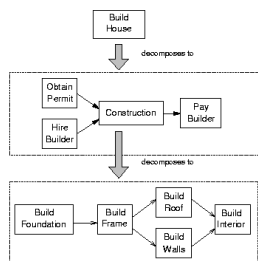 Build
House
decomposes to
Obtain
Permit
Hire
Builder
Construction
Pay
Builder
decomposes to
Build
Foundation
Build
Frame
Build
Roof
Build
Walls
Build
Interior